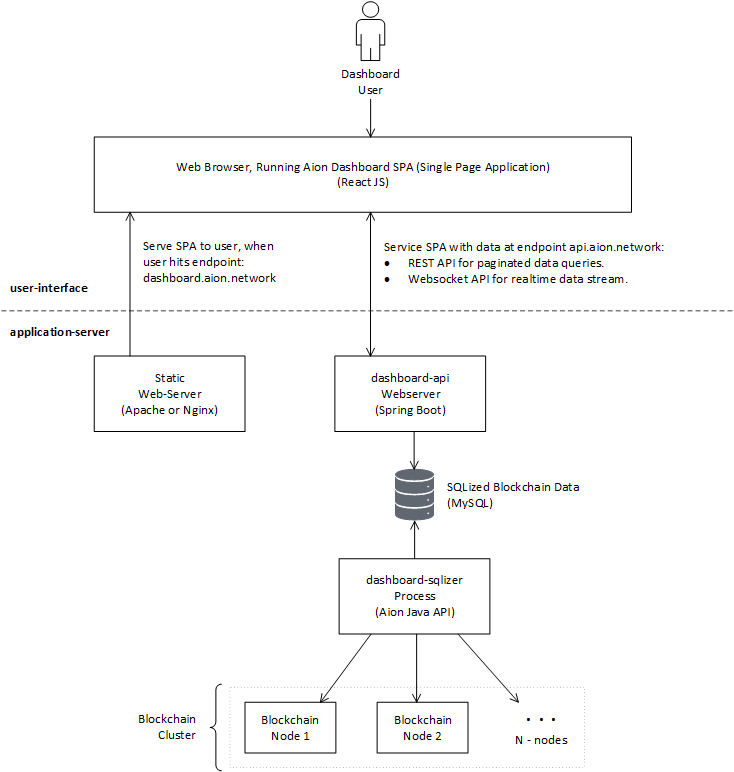 Dashboard
User
Web Browser, Running Aion Dashboard SPA (Single Page Application)
(React JS)
Serve SPA to user, when
user hits endpoint:
dashboard.aion.network
Service SPA with data at endpoint api.aion.network:
● REST API for paginated data queries.
● Websocket API for realtime data stream.
user-interface
application-server
Static
Web-Server
(Apache or Nginx)
dashboard-api
Webserver
(Spring Boot)
SQLized Blockchain Data
(MySQL)
dashboard-sqlizer
Process
(Aion Java API)
Blockchain
Cluster
Blockchain
Node 1
Blockchain
Node 2
. . .
N - nodes